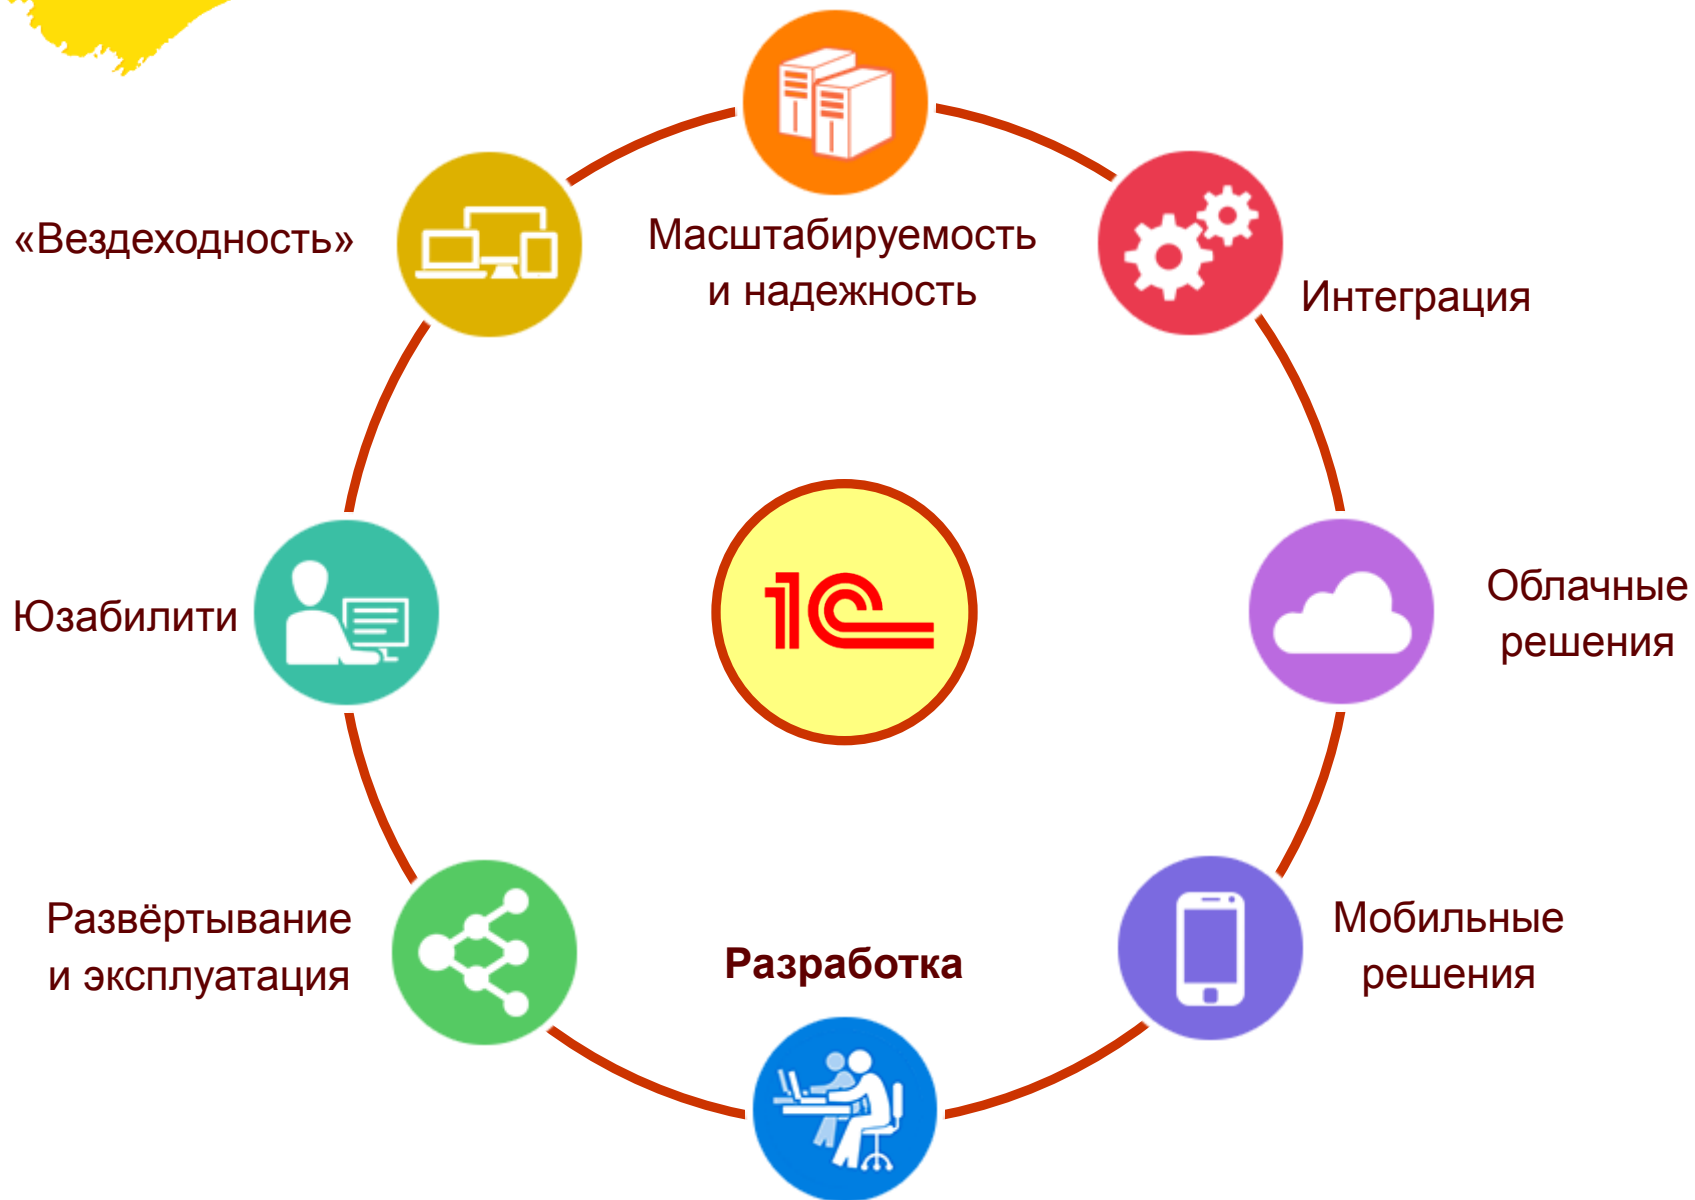 Масштабируемость
и надежность
«Вездеходность»
Интеграция
1С
Облачные
решения
Юзабилити
Развёртывание
и эксплуатация
Мобильные
решения
Разработка